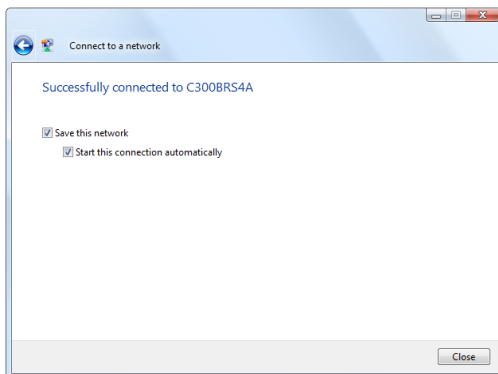 Connect to a network
Successfully connected to C300BRS4A
Save this network
Start this connection automatically
Close